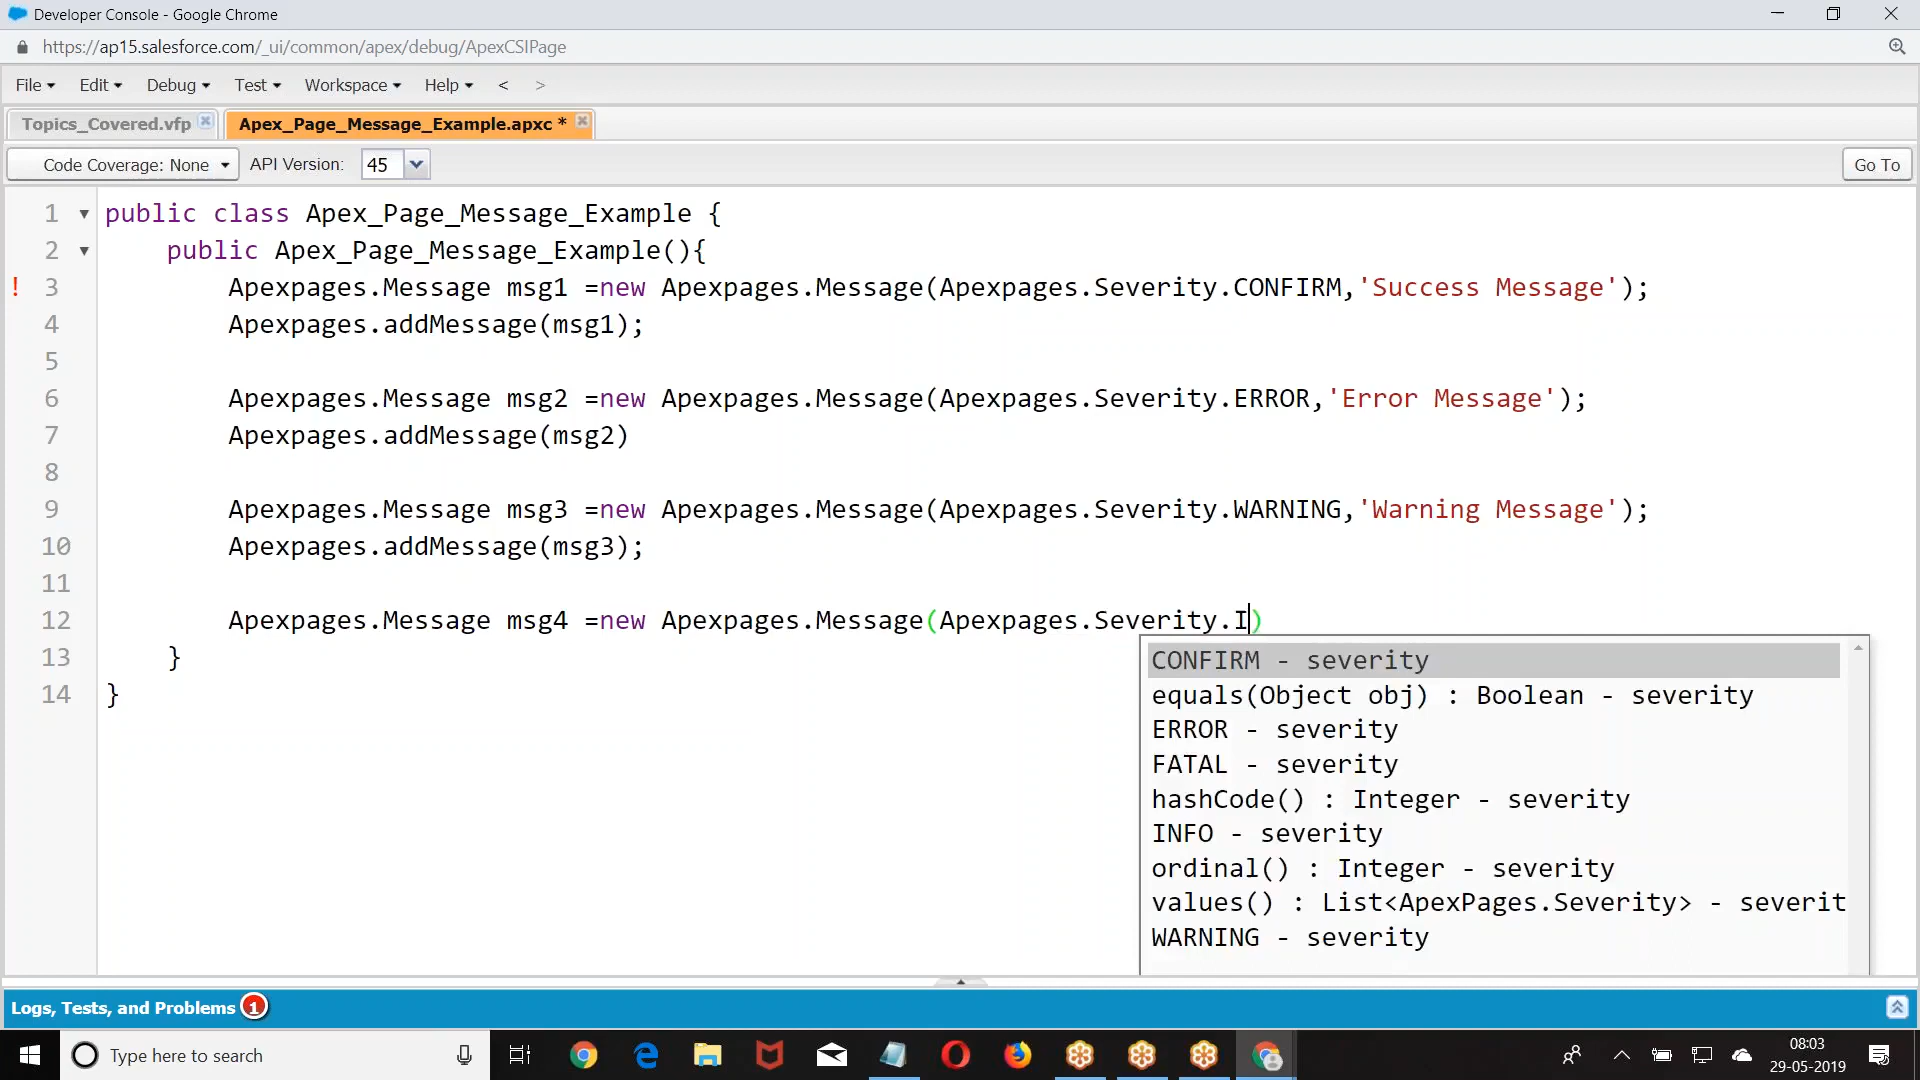 Developer Console - Google Chrome
https://ap15.salesforce.com/_ui/common/apex/debug/ApexCSIPage
File Edit Debug Test Workspace Help < >
Topics_Covered.vfp Apex_Page_Message_Example.apxc *
Code Coverage: None API Version: 45 Go To
1 public class Apex_Page_Message_Example {
2 public Apex_Page_Message_Example(){
! 3 Apexpages.Message msg1 =new Apexpages.Message(Apexpages.Severity.CONFIRM,'Success Message');
4 Apexpages.addMessage(msg1);
5
6 Apexpages.Message msg2 =new Apexpages.Message(Apexpages.Severity.ERROR,'Error Message');
7 Apexpages.addMessage(msg2)
8
9 Apexpages.Message msg3 =new Apexpages.Message(Apexpages.Severity.WARNING,'Warning Message');
10 Apexpages.addMessage(msg3);
11
12 Apexpages.Message msg4 =new Apexpages.Message(Apexpages.Severity.I)
13 }
14 }
CONFIRM - severity
equals(Object obj) : Boolean - severity
ERROR - severity
FATAL - severity
hashCode() : Integer - severity
INFO - severity
ordinal() : Integer - severity
values() : List<ApexPages.Severity> - severit
WARNING - severity
Logs, Tests, and Problems 1
Type here to search
08:03
29-05-2019